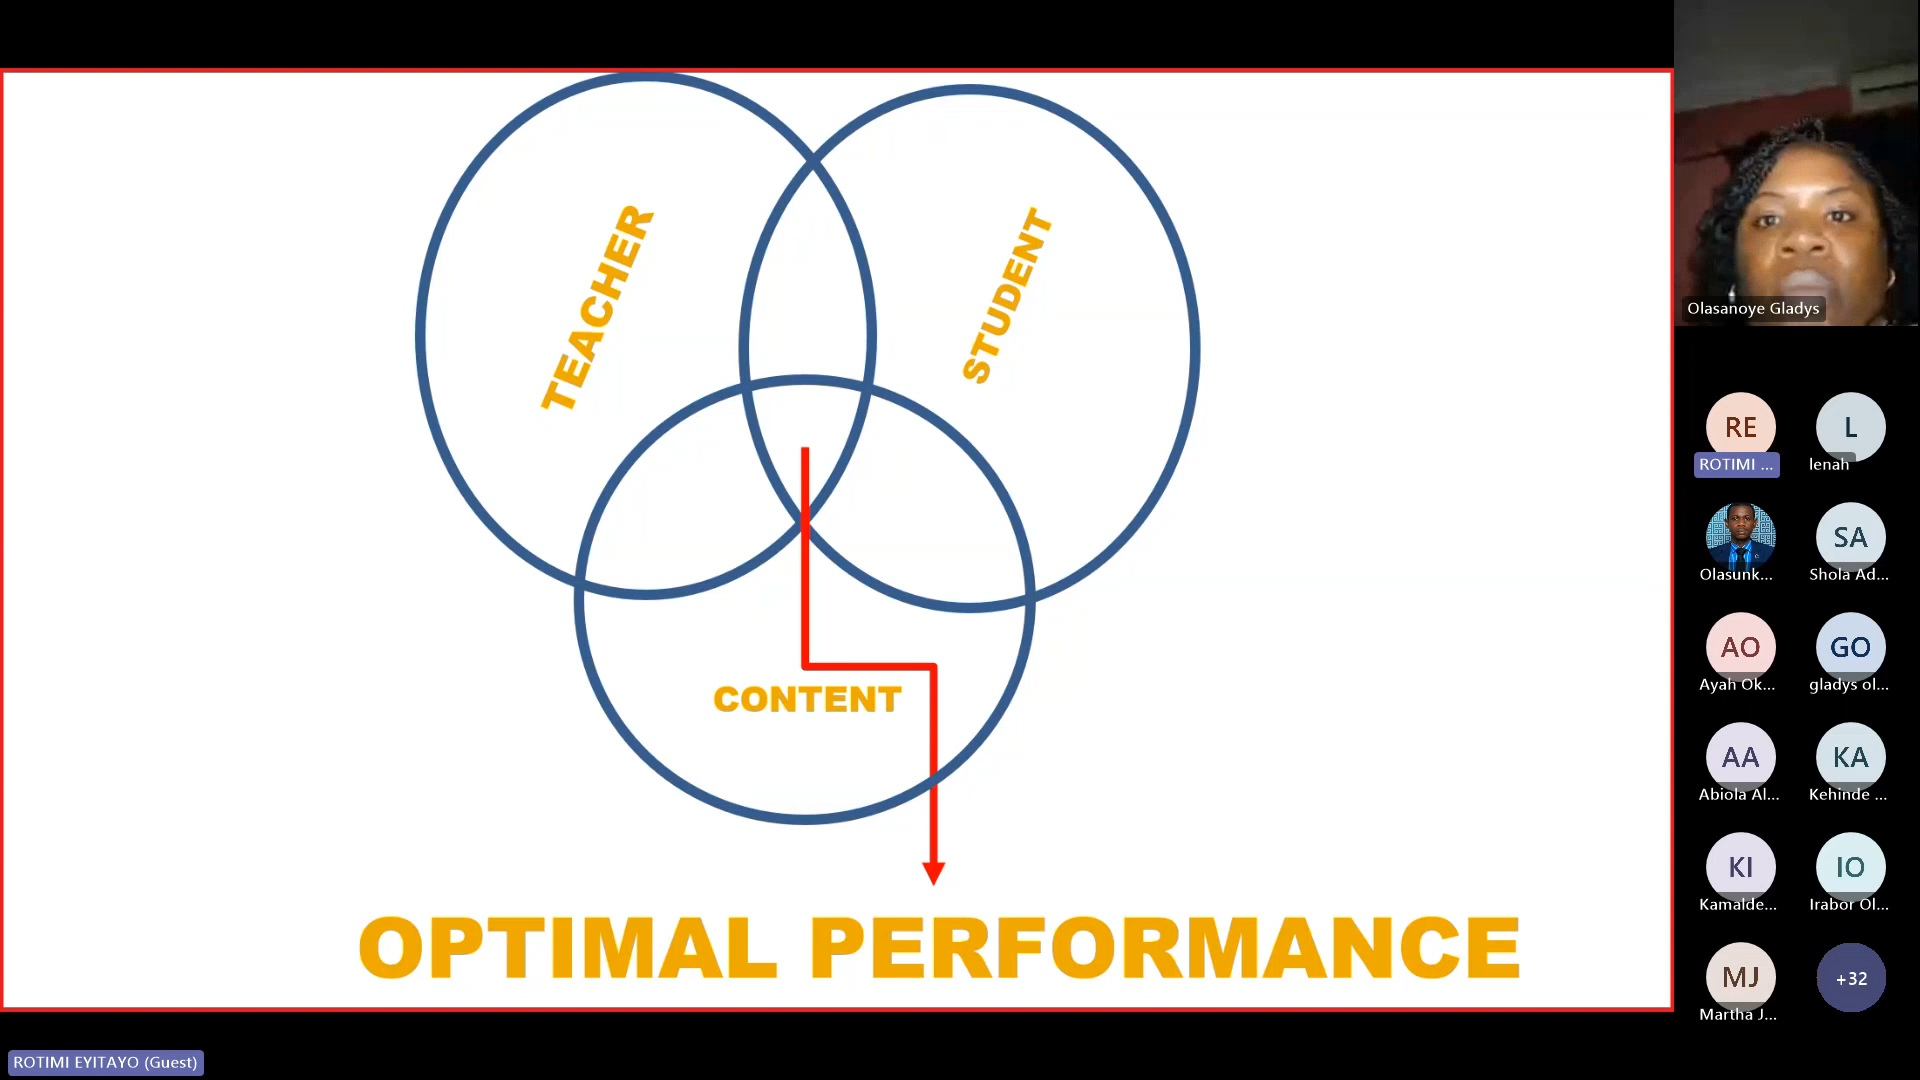 TEACHER
STUDENT
CONTENT
OPTIMAL PERFORMANCE
Olasanoye Gladys
RE
ROTIMI ...
L
lenah
Olasunk...
SA
Shola Ad...
AO
Ayah Ok...
GO
gladys ol...
AA
Abiola Al...
KA
Kehinde ...
KI
Kamalde...
IO
Irabor Ol...
MJ
Martha J...
+32
ROTIMI EYITAYO (Guest)